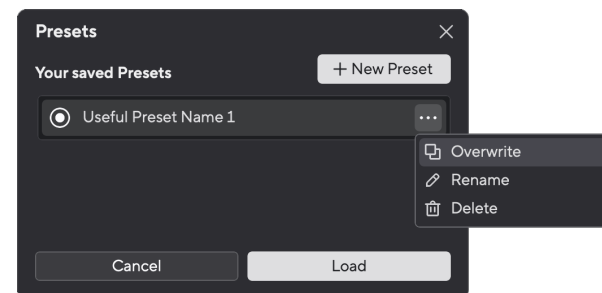 Presets
Your saved Presets
+ New Preset
Useful Preset Name 1
Overwrite
Rename
Delete
Cancel
Load